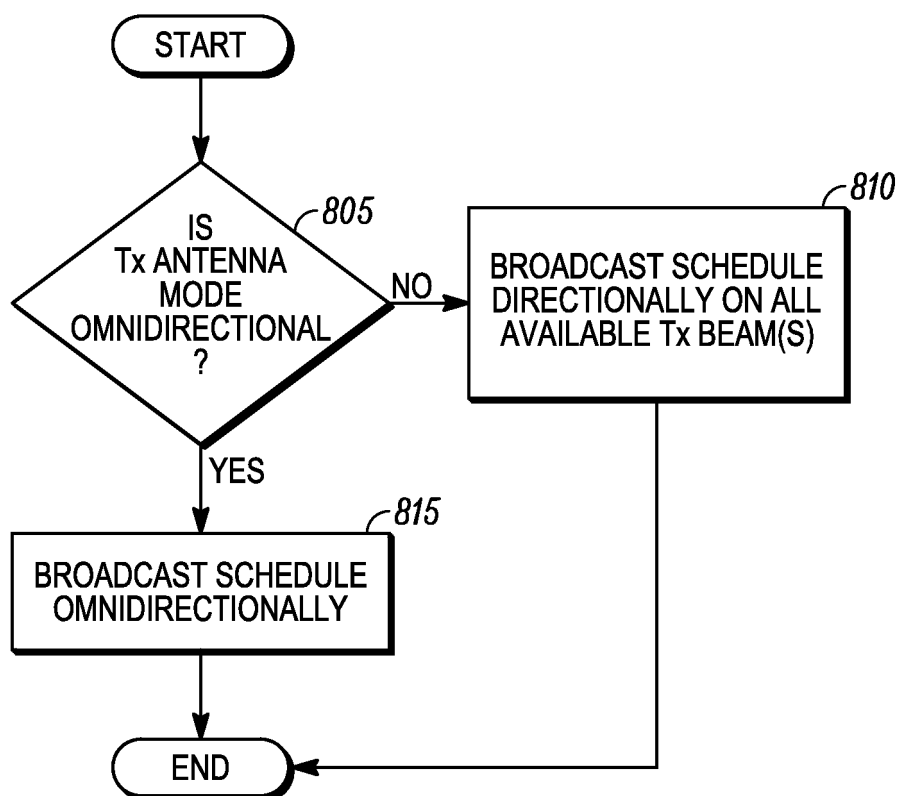 START
805
IS
Tx ANTENNA
MODE
OMNIDIRECTIONAL
?
NO
810
BROADCAST SCHEDULE
DIRECTIONALLY ON ALL
AVAILABLE Tx BEAM(S)
YES
815
BROADCAST SCHEDULE
OMNIDIRECTIONALLY
END